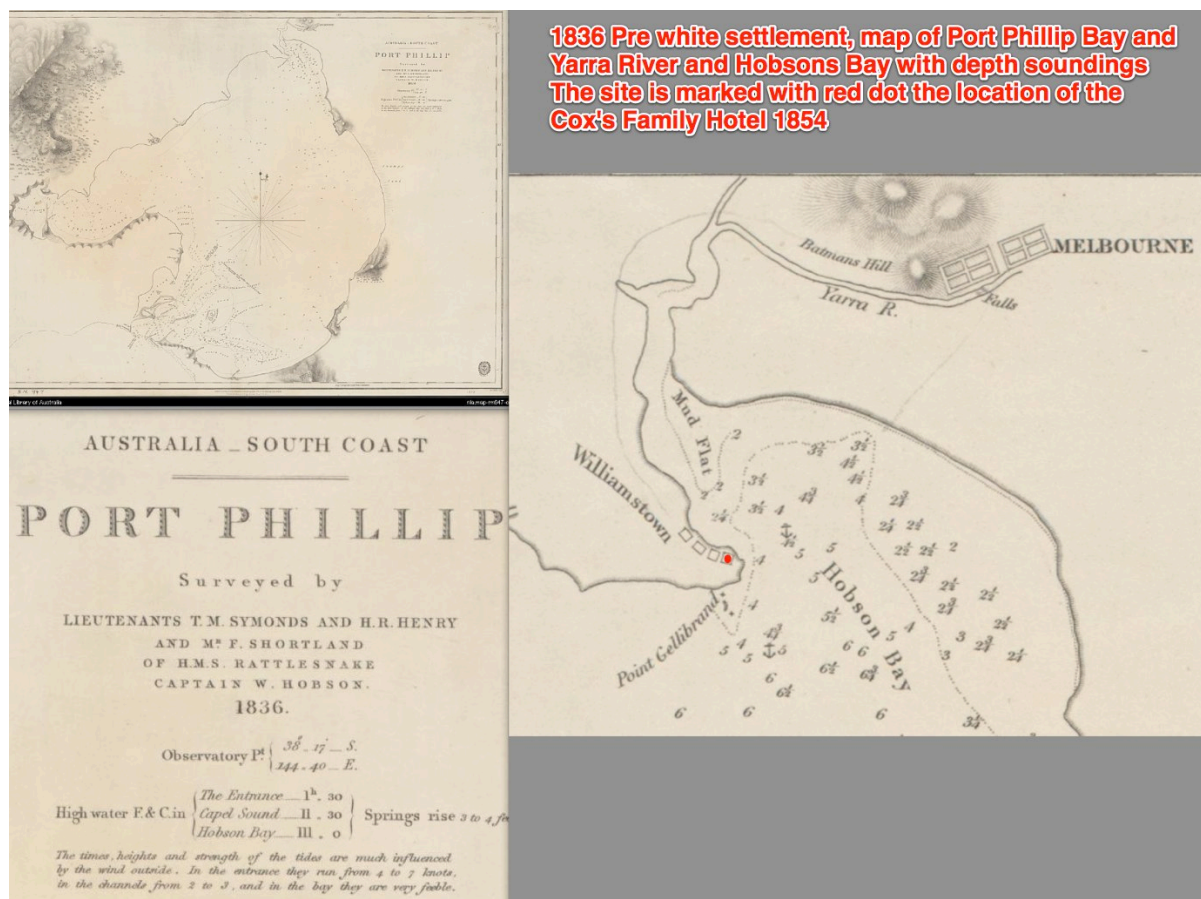 1836 Pre white settlement, map of Port Phillip Bay and
Yarra River and Hobsons Bay with depth soundings
The site is marked with red dot the location of the
Cox's Family Hotel 1854
PORT PHILLIP
l Library of Australia
AUSTRALIA _ SOUTH COAST
PORT PHILLIP
Surveyed by
LIEUTENANTS T.M. SYMONDS AND H.R. HENRY
AND Mr F. SHORTLAND
OF H.M.S. RATTLESNAKE
CAPTAIN W. HOBSON.
1836.
Observatory Pt. { 38°_ 17' _ S.
144_ 40 _ E.
High water F. & C. in { The Entrance __ Ih. 30
Capel Sound __ II . 30
Hobson Bay __ III . 0 } Springs rise 3 to 4
The times, heights and strength of the tides are much influenced
by the wind outside. In the entrance they run from 4 to 7 knots,
in the channels from 2 to 3, and in the bay they are very feeble.
MELBOURNE
Batmans Hill
Yarra R.
Falls
Mud Flat
Williamstown
Hobson Bay
Point Gellibrand